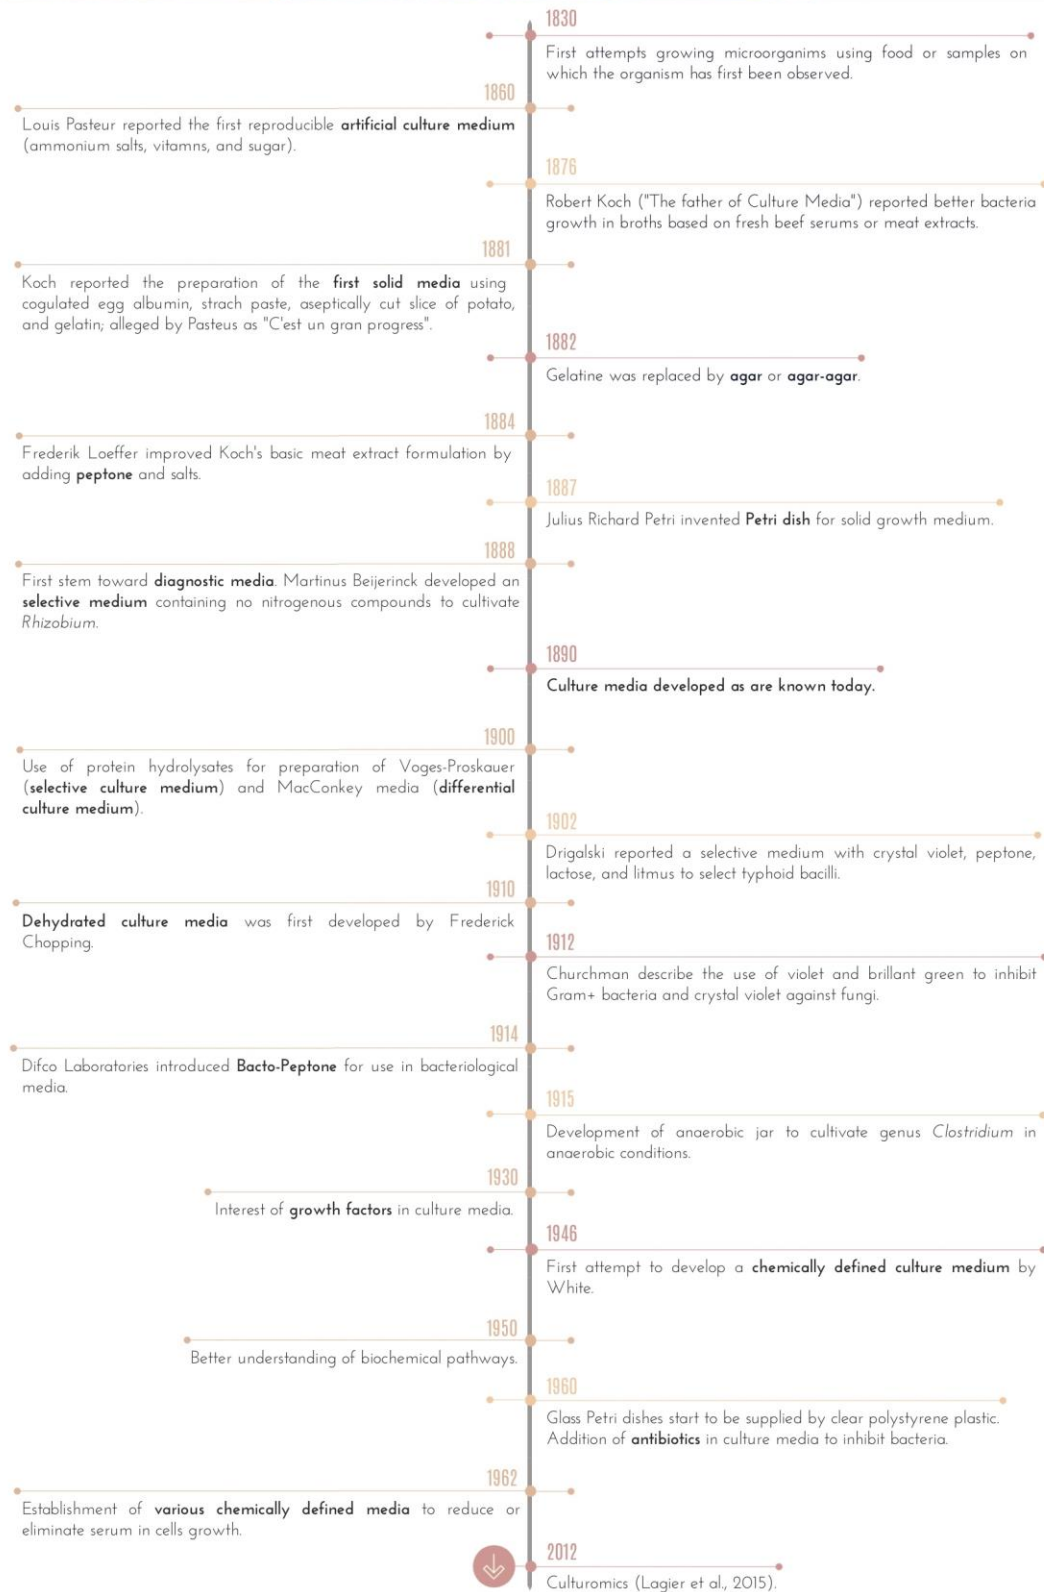 1830
First attempts growing microorganims using food or samples on
which the organism has first been observed.
1860
Louis Pasteur reported the first reproducible artificial culture medium
(ammonium salts, vitamns, and sugar).
1876
Robert Koch ("The father of Culture Media") reported better bacteria
growth in broths based on fresh beef serums or meat extracts.
1881
Koch reported the preparation of the first solid media using
cogulated egg albumin, strach paste, aseptically cut slice of potato,
and gelatin; alleged by Pasteus as "C'est un gran progress".
1882
Gelatine was replaced by agar or agar-agar.
1884
Frederik Loeffer improved Koch's basic meat extract formulation by
adding peptone and salts.
1887
Julius Richard Petri invented Petri dish for solid growth medium.
1888
First stem toward diagnostic media. Martinus Beijerinck developed an
selective medium containing no nitrogenous compounds to cultivate
Rhizobium.
1890
Culture media developed as are known today.
1900
Use of protein hydrolysates for preparation of Voges-Proskauer
(selective culture medium) and MacConkey media (differential
culture medium).
1902
Drigalski reported a selective medium with crystal violet, peptone,
lactose, and litmus to select typhoid bacilli.
1910
Dehydrated culture media was first developed by Frederick
Chopping.
1912
Churchman describe the use of violet and brillant green to inhibit
Gram+ bacteria and crystal violet against fungi.
1914
Difco Laboratories introduced Bacto-Peptone for use in bacteriological
media.
1915
Development of anaerobic jar to cultivate genus Clostridium in
anaerobic conditions.
1930
Interest of growth factors in culture media.
1946
First attempt to develop a chemically defined culture medium by
White.
1950
Better understanding of biochemical pathways.
1960
Glass Petri dishes start to be supplied by clear polystyrene plastic.
Addition of antibiotics in culture media to inhibit bacteria.
1962
Establishment of various chemically defined media to reduce or
eliminate serum in cells growth.
2012
Culturomics (Lagier et al., 2015).